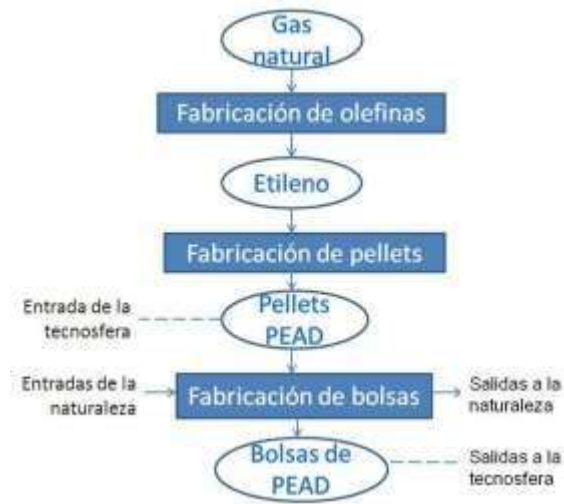 Gas
natural
Fabricación de olefinas
Etileno
Fabricación de pellets
Entrada de la
tecnosfera
Pellets
PEAD
Entradas de la
naturaleza
Fabricación de bolsas
Salidas a la
naturaleza
Bolsas de
PEAD
Salidas a la
tecnosfera